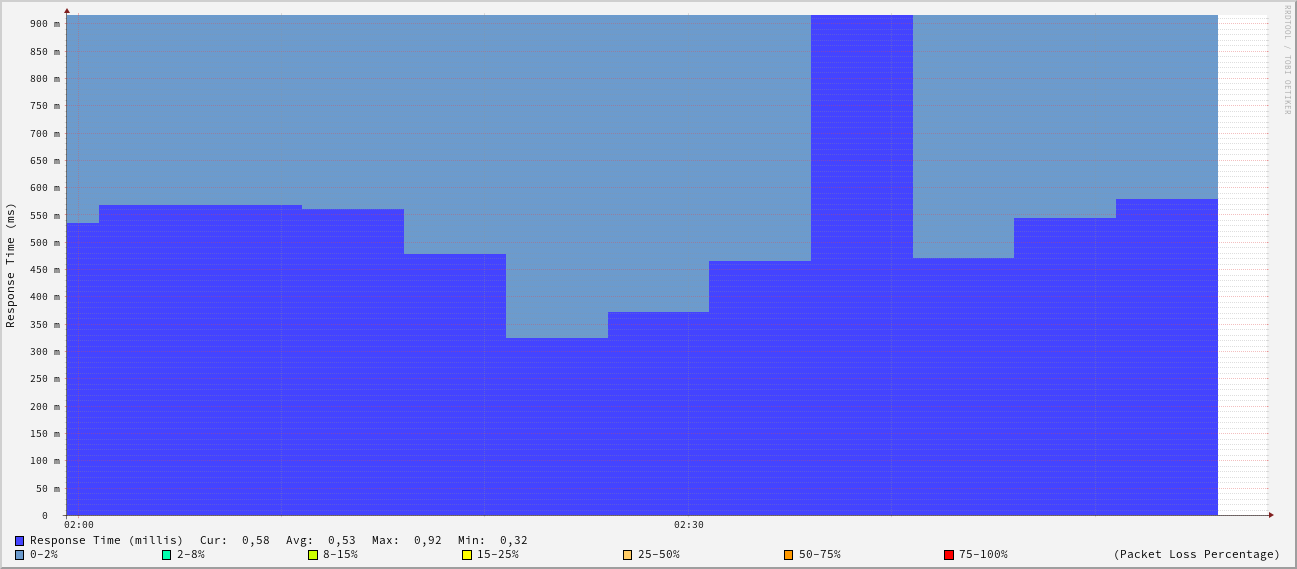 RRDTOOL / TOBI OETIKER
Response Time (ms)
900 m
850 m
800 m
750 m
700 m
650 m
600 m
550 m
500 m
450 m
400 m
350 m
300 m
250 m
200 m
150 m
100 m
50 m
0
02:00 02:30
Response Time (millis) Cur: 0,58 Avg: 0,53 Max: 0,92 Min: 0,32
0-2% 2-8% 8-15% 15-25% 25-50% 50-75% 75-100% (Packet Loss Percentage)